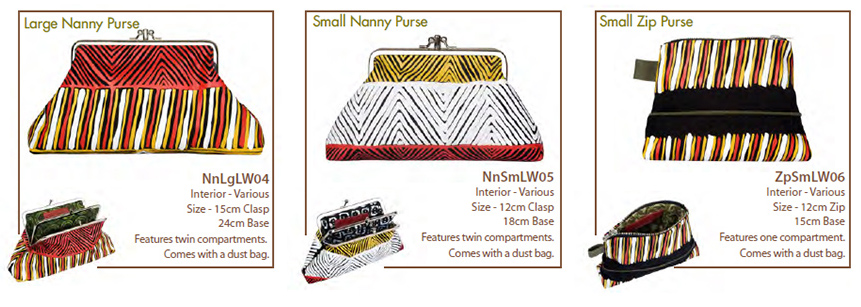 Large Nanny Purse
NnLgLW04
Interior - Various
Size - 15cm Clasp
24cm Base
Features twin compartments.
Comes with a dust bag.
Small Nanny Purse
NnSmLW05
Interior - Various
Size - 12cm Clasp
18cm Base
Features twin compartments.
Comes with a dust bag.
Small Zip Purse
ZpSmLW06
Interior - Various
Size - 12cm Zip
15cm Base
Features one compartment.
Comes with a dust bag.